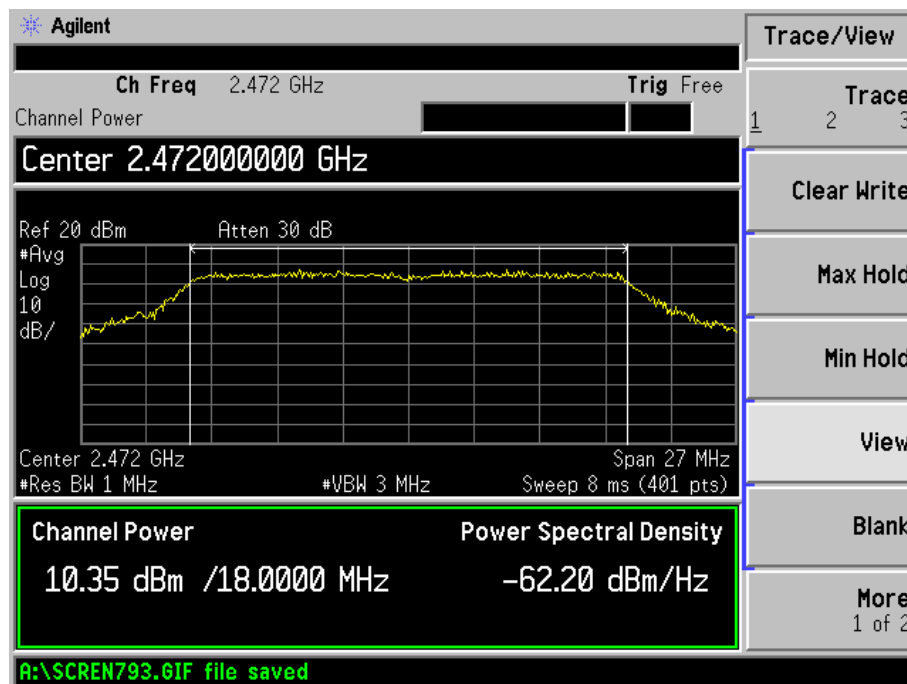 Agilent
Trace/View
Ch Freq 2.472 GHz Trig Free
Channel Power
Trace
1 2 3
Center 2.472000000 GHz
Clear Write
Ref 20 dBm Atten 30 dB
#Avg
Log
10
dB/
Max Hold
Min Hold
View
Center 2.472 GHz Span 27 MHz
#Res BW 1 MHz #VBW 3 MHz Sweep 8 ms (401 pts)
Channel Power Power Spectral Density
10.35 dBm /18.0000 MHz -62.20 dBm/Hz
Blank
More
1 of 2
A:\SCREN793.GIF file saved